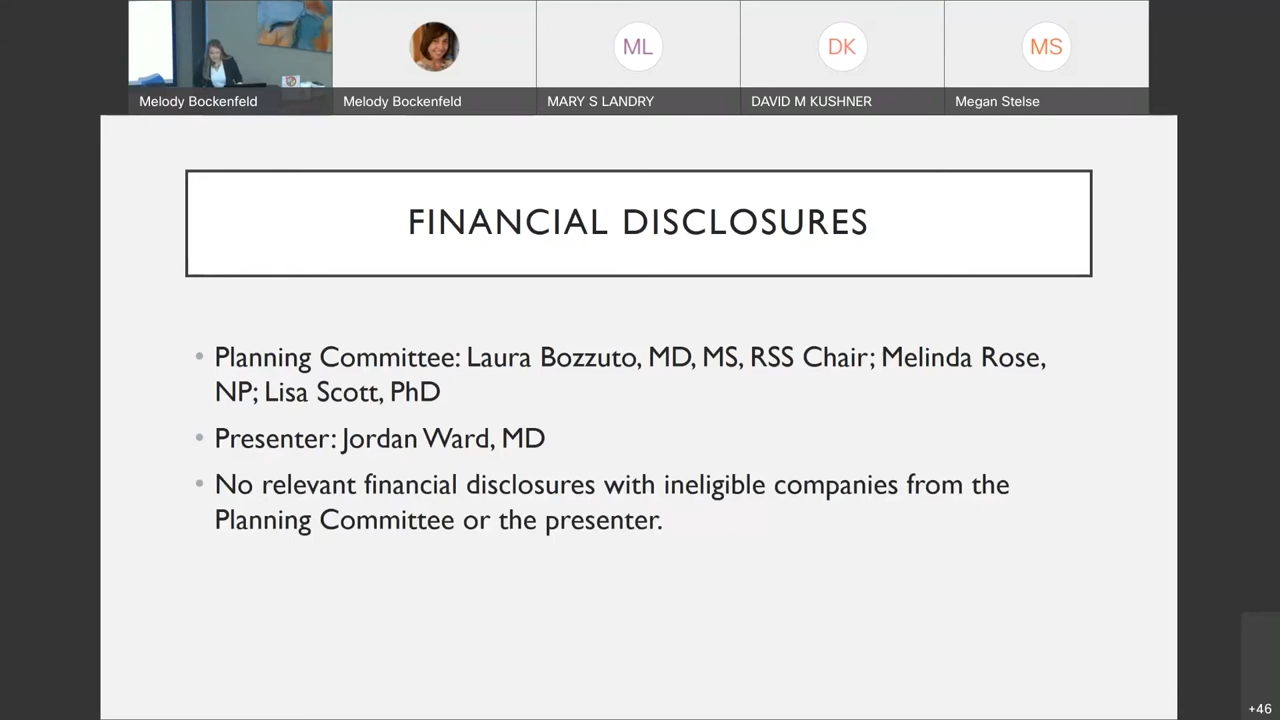 Melody Bockenfeld
Melody Bockenfeld
ML
MARY S LANDRY
DK
DAVID M KUSHNER
MS
Megan Stelse
FINANCIAL DISCLOSURES
• Planning Committee: Laura Bozzuto, MD, MS, RSS Chair; Melinda Rose,
NP; Lisa Scott, PhD
• Presenter: Jordan Ward, MD
• No relevant financial disclosures with ineligible companies from the
Planning Committee or the presenter.
+46